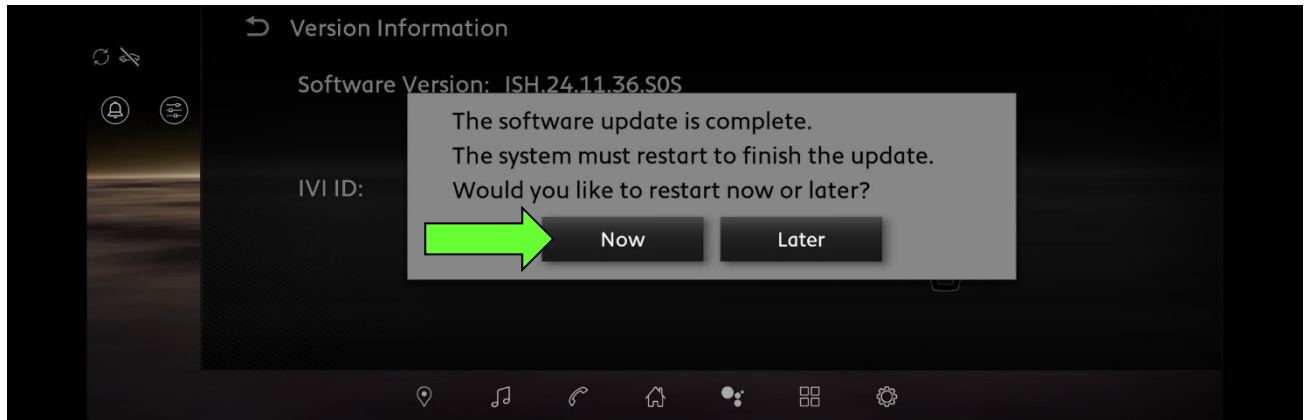 Version Information
Software Version: ISH.24.11.36.S0S
The software update is complete.
The system must restart to finish the update.
IVI ID:
Would you like to restart now or later?
Now
Later